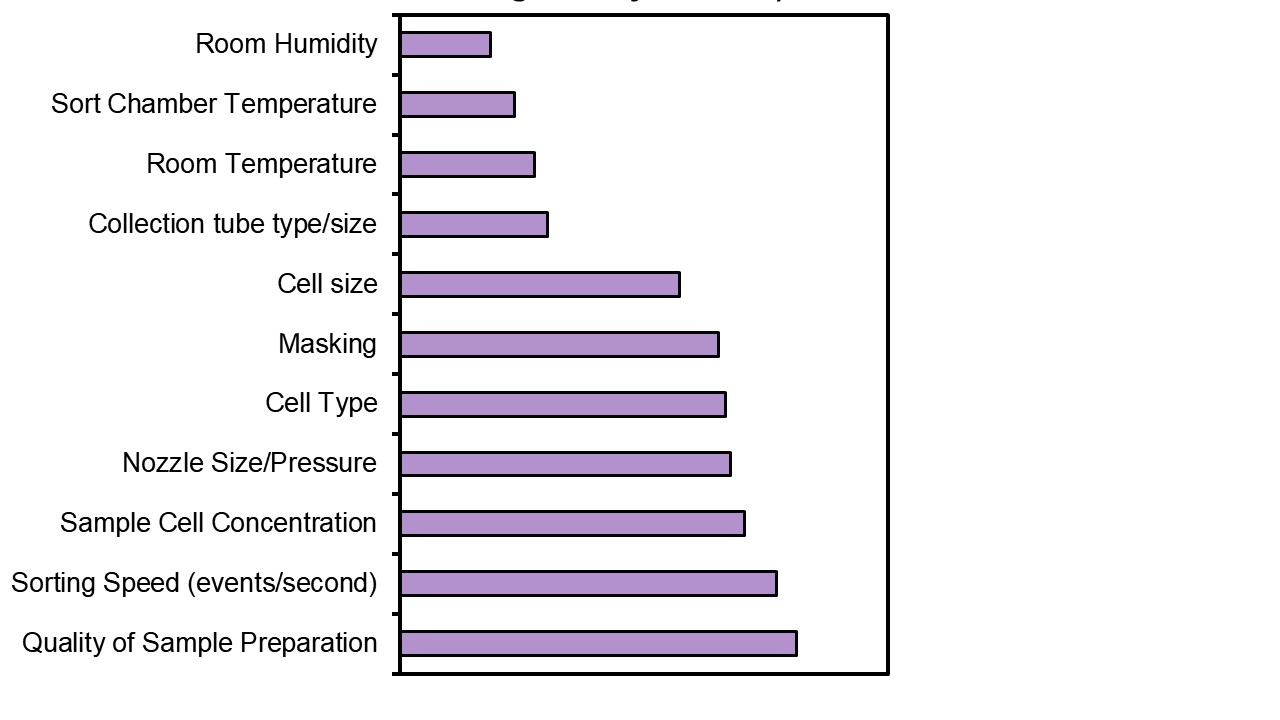 Room Humidity
Sort Chamber Temperature
Room Temperature
Collection tube type/size
Cell size
Masking
Cell Type
Nozzle Size/Pressure
Sample Cell Concentration
Sorting Speed (events/second)
Quality of Sample Preparation